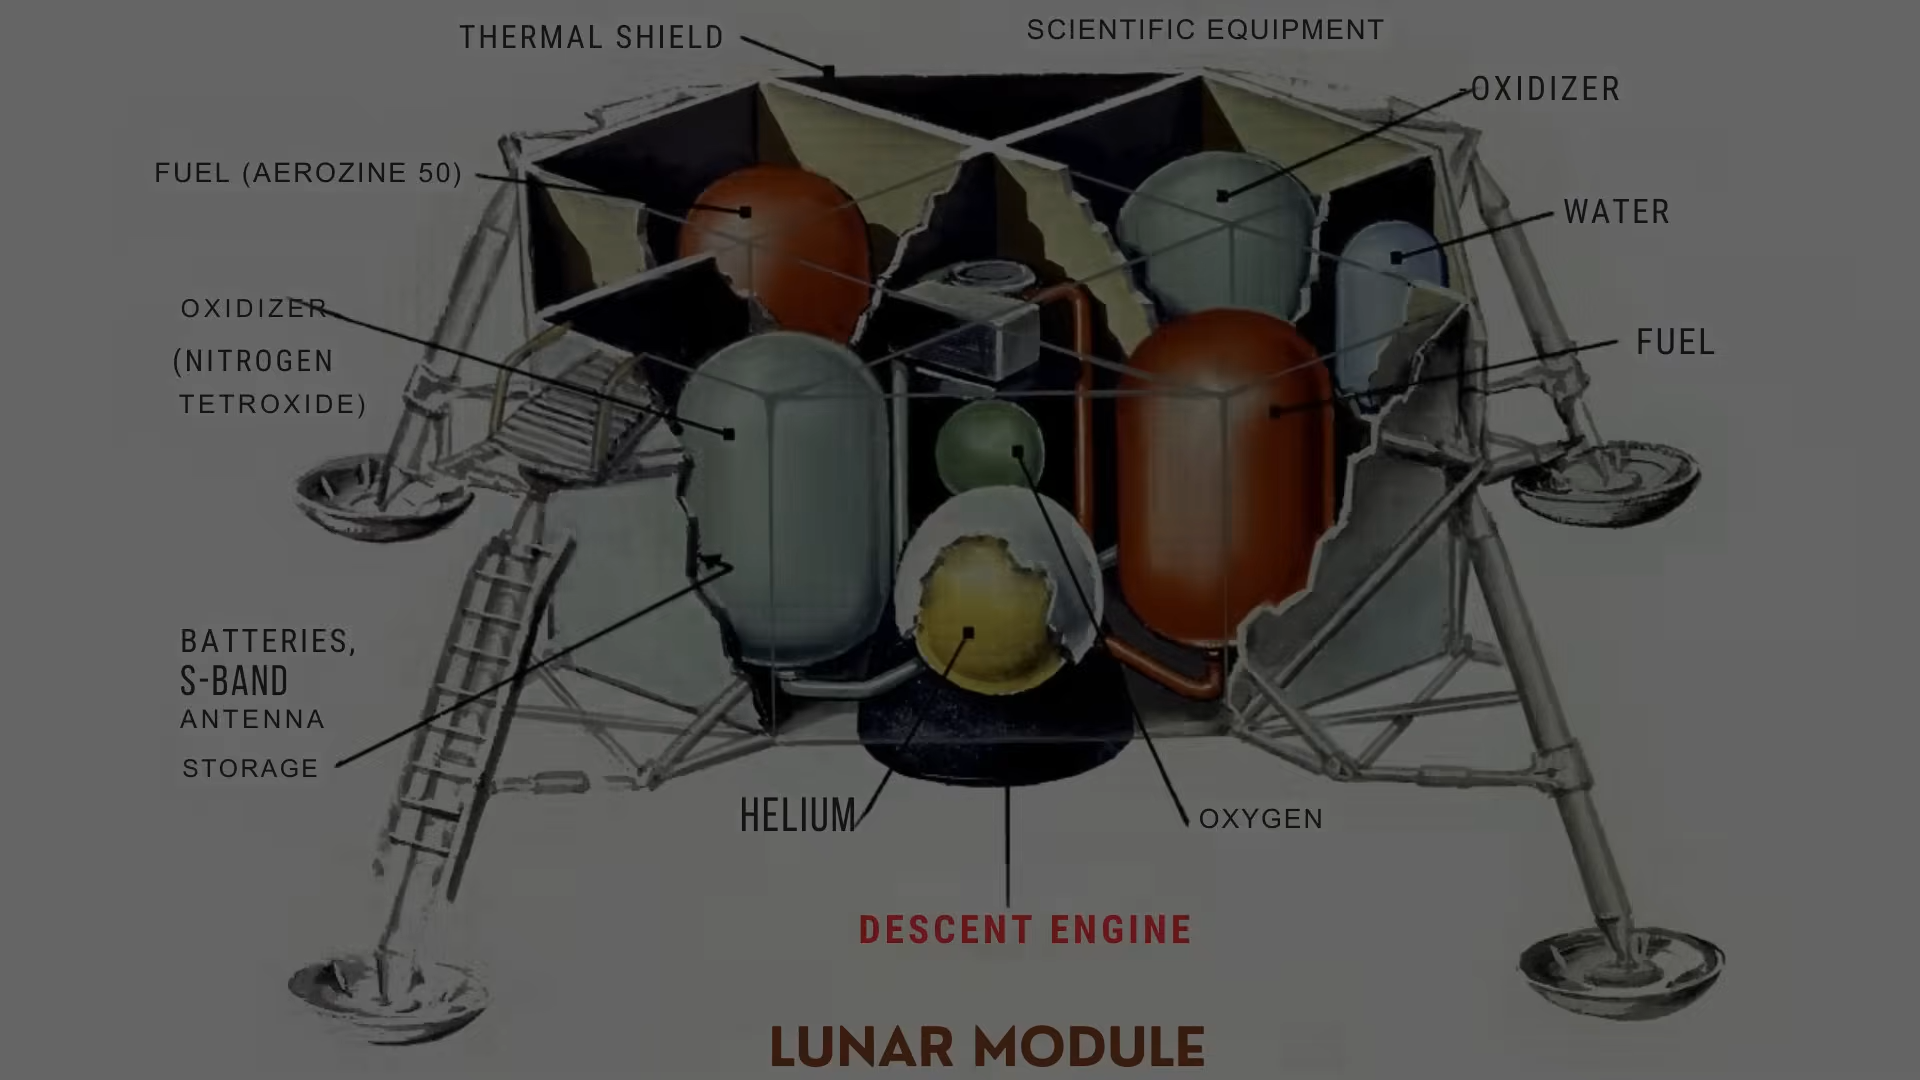 THERMAL SHIELD
SCIENTIFIC EQUIPMENT
-OXIDIZER
FUEL (AEROZINE 50)
WATER
OXIDIZER
(NITROGEN
TETROXIDE)
FUEL
BATTERIES,
S-BAND
ANTENNA
STORAGE
HELIUM
OXYGEN
DESCENT ENGINE
LUNAR MODULE